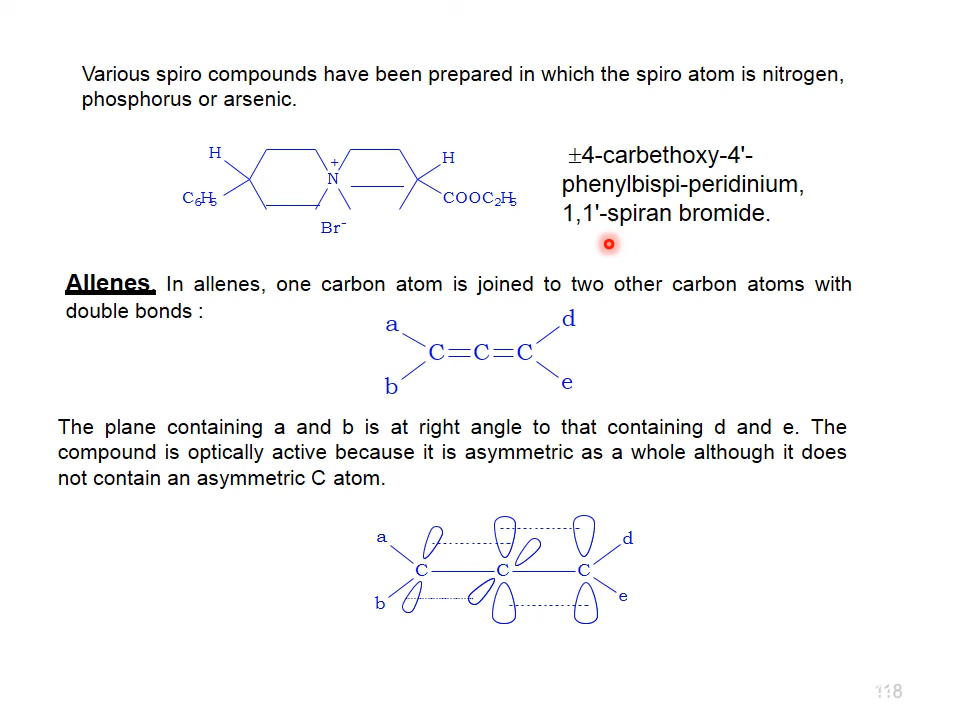 Various spiro compounds have been prepared in which the spiro atom is nitrogen,
phosphorus or arsenic.
H
+
N
H
C6H5
COOC2H5
Br-
±4-carbethoxy-4'-
phenylbispi-peridinium,
1,1'-spiran bromide.
Allenes. In allenes, one carbon atom is joined to two other carbon atoms with
double bonds :
a d
C=C=C
b e
The plane containing a and b is at right angle to that containing d and e. The
compound is optically active because it is asymmetric as a whole although it does
not contain an asymmetric C atom.
a d
C C C
b e
118